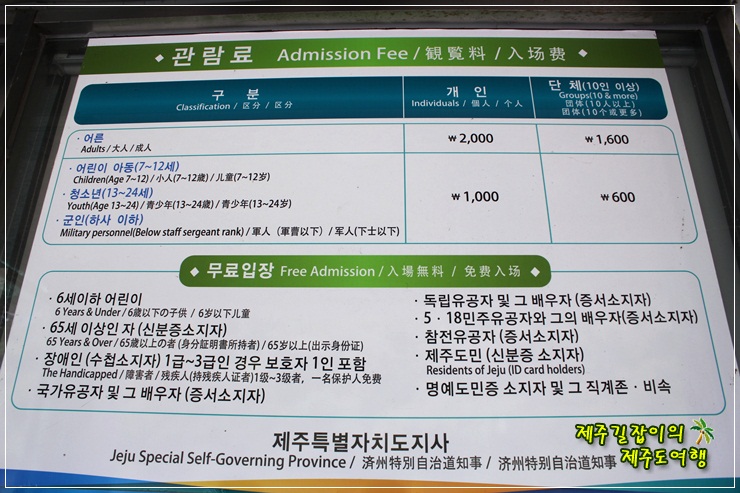 관 람 료 Admission Fee / 観覧料 / 入场费
구 분
Classification / 区分 / 区分
개 인
Individuals / 個人 / 个人
단 체(10인 이상)
Groups(10 & more)
団体(10人以上)
团体(10个或更多)
· 어른
Adults / 大人 / 成人
₩ 2,000
₩ 1,600
· 어린이 아동(7~12세)
Children(Age 7~12) / 小人(7~12歳) / 儿童(7~12岁)
· 청소년(13~24세)
Youth(Age 13~24) / 青少年(13~24歳) / 青少年(13~24岁)
· 군인(하사 이하)
Military personnel(Below staff sergeant rank) / 軍人 (軍曹以下) / 军人(下士以下)
₩ 1,000
₩ 600
무료입장 Free Admission / 入場無料 / 免费入场
· 6세이하 어린이
6 Years & Under / 6歳以下の子供 / 6岁以下儿童
· 65세 이상인 자 (신분증소지자)
65 Years & Over / 65歳以上の者 (身分証明書所持者) / 65岁以上(出示身份证)
· 장애인 (수첩소지자) 1급~3급인 경우 보호자 1인 포함
The Handicapped / 障害者 / 残疾人(持残疾人证者)1级~3级者, 一名保护人免费
· 국가유공자 및 그 배우자 (증서소지자)
· 독립유공자 및 그 배우자 (증서소지자)
· 5 · 18민주유공자와 그의 배우자(증서소지자)
· 참전유공자 (증서소지자)
· 제주도민 (신분증 소지자)
Residents of Jeju (ID card holders)
· 명예도민증 소지자 및 그 직계존 · 비속
제주특별자치도지사
Jeju Special Self-Governing Province / 済州特別自治道知事 / 济州特别自治道知事
제주길잡이의
제주도여행